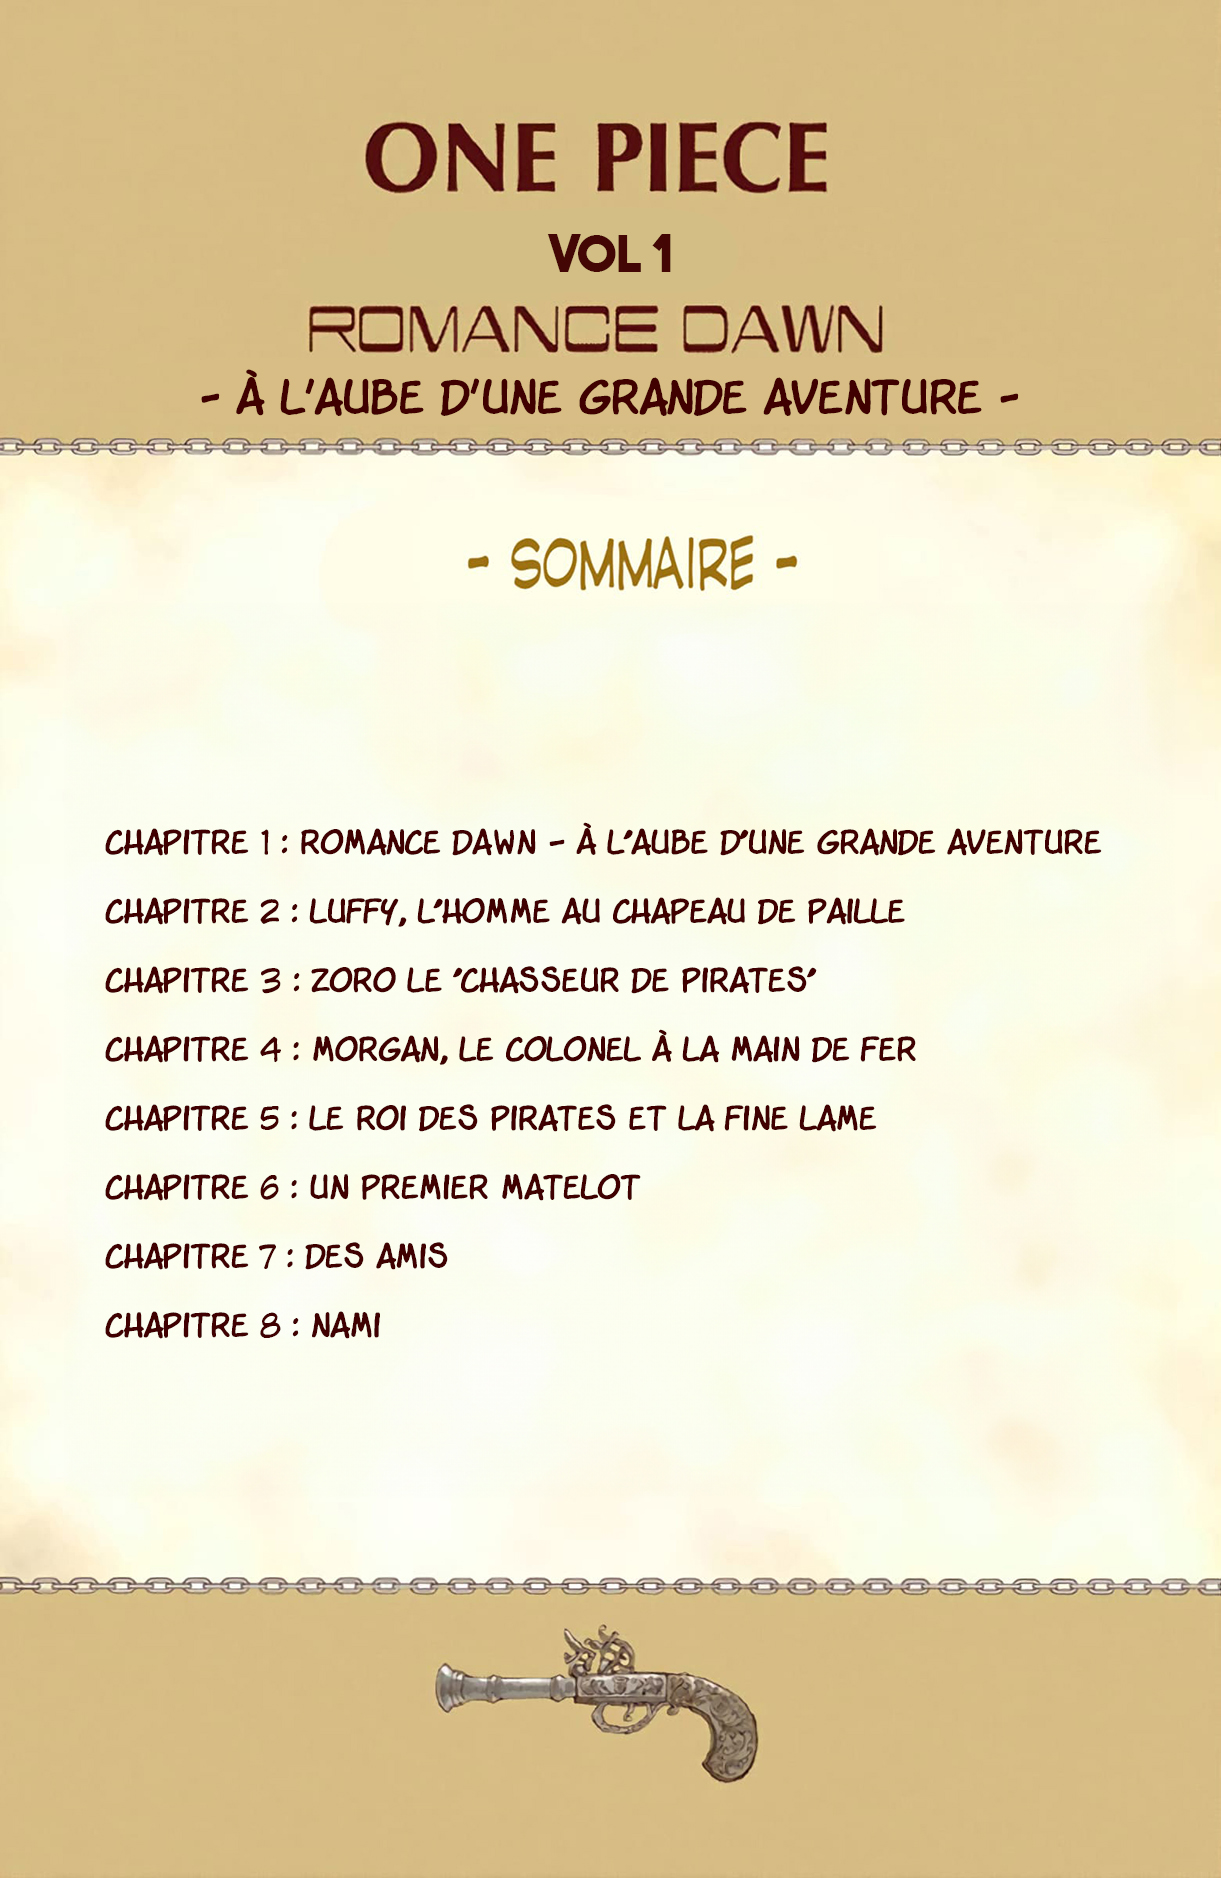 ONE PIECE
VOL 1
ROMANCE DAWN
- À L'AUBE D'UNE GRANDE AVENTURE -
- SOMMAIRE -
CHAPITRE 1 : ROMANCE DAWN - À L'AUBE D'UNE GRANDE AVENTURE
CHAPITRE 2 : LUFFY, L'HOMME AU CHAPEAU DE PAILLE
CHAPITRE 3 : ZORO LE 'CHASSEUR DE PIRATES'
CHAPITRE 4 : MORGAN, LE COLONEL À LA MAIN DE FER
CHAPITRE 5 : LE ROI DES PIRATES ET LA FINE LAME
CHAPITRE 6 : UN PREMIER MATELOT
CHAPITRE 7 : DES AMIS
CHAPITRE 8 : NAMI